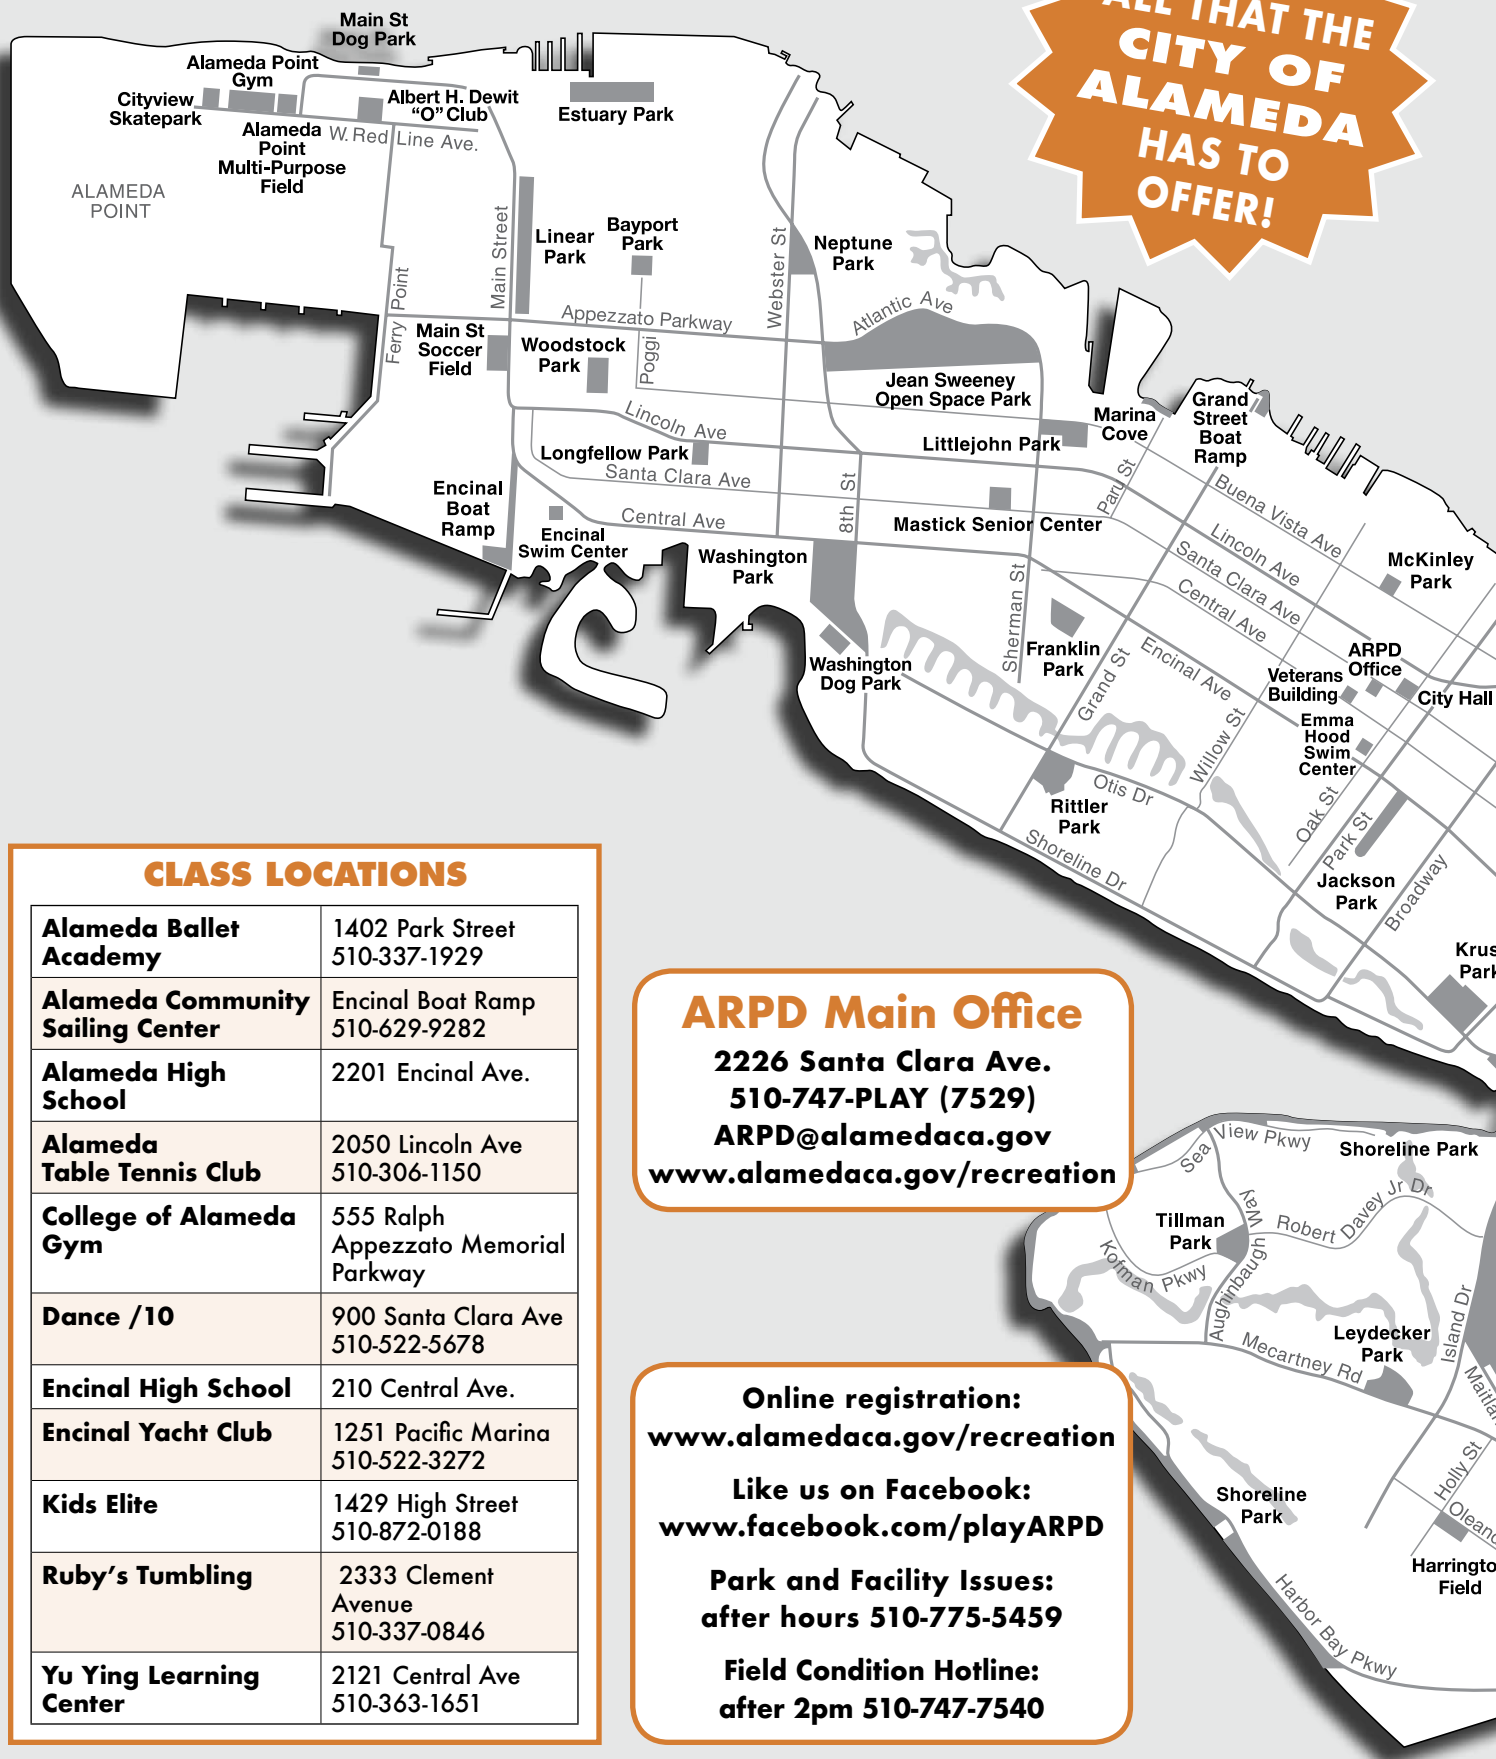 ALL THAT THE
CITY OF
ALAMEDA
HAS TO
OFFER!
Main St
Dog Park
Alameda Point
Gym
Cityview
Skatepark
Alameda
Point
Multi-Purpose
Field
Albert H. Dewit
“O” Club
W. Red Line Ave.
Estuary Park
ALAMEDA
POINT
Main Street
Linear
Park
Bayport
Park
Webster St
Neptune
Park
Ferry Point
Appezzato Parkway
Atlantic Ave
Main St
Soccer
Field
Woodstock
Park
Poggi
Jean Sweeney
Open Space Park
Marina
Cove
Grand
Street
Boat
Ramp
Lincoln Ave
Littlejohn Park
Longfellow Park
Santa Clara Ave
8th St
Paru St
Buena Vista Ave
Encinal
Boat
Ramp
Central Ave
Mastick Senior Center
Encinal
Swim Center
Washington
Park
Lincoln Ave
Santa Clara Ave
Central Ave
McKinley
Park
Sherman St
Franklin
Park
Washington
Dog Park
Grand St
Encinal Ave
ARPD
Office
Veterans
Building
City Hall
Emma
Hood
Swim
Center
Willow St
Otis Dr
Rittler
Park
Oak St
Park St
Shoreline Dr
Jackson
Park
Broadway
Krus
Park
CLASS LOCATIONS
Alameda Ballet
Academy
1402 Park Street
510-337-1929
Alameda Community
Sailing Center
Encinal Boat Ramp
510-629-9282
Alameda High
School
2201 Encinal Ave.
Alameda
Table Tennis Club
2050 Lincoln Ave
510-306-1150
College of Alameda
Gym
555 Ralph
Appezzato Memorial
Parkway
Dance /10
900 Santa Clara Ave
510-522-5678
Encinal High School
210 Central Ave.
Encinal Yacht Club
1251 Pacific Marina
510-522-3272
Kids Elite
1429 High Street
510-872-0188
Ruby’s Tumbling
2333 Clement
Avenue
510-337-0846
Yu Ying Learning
Center
2121 Central Ave
510-363-1651
ARPD Main Office
2226 Santa Clara Ave.
510-747-PLAY (7529)
ARPD@alamedaca.gov
www.alamedaca.gov/recreation
Online registration:
www.alamedaca.gov/recreation
Like us on Facebook:
www.facebook.com/playARPD
Park and Facility Issues:
after hours 510-775-5459
Field Condition Hotline:
after 2pm 510-747-7540
Sea View Pkwy
Shoreline Park
Tillman
Park
Aughinbaugh Way
Robert Davey Jr Dr
Kofman Pkwy
Leydecker
Park
Island Dr
Mecartney Rd
Maitlan
Holly St
Oleand
Shoreline
Park
Harringto
Field
Harbor Bay Pkwy